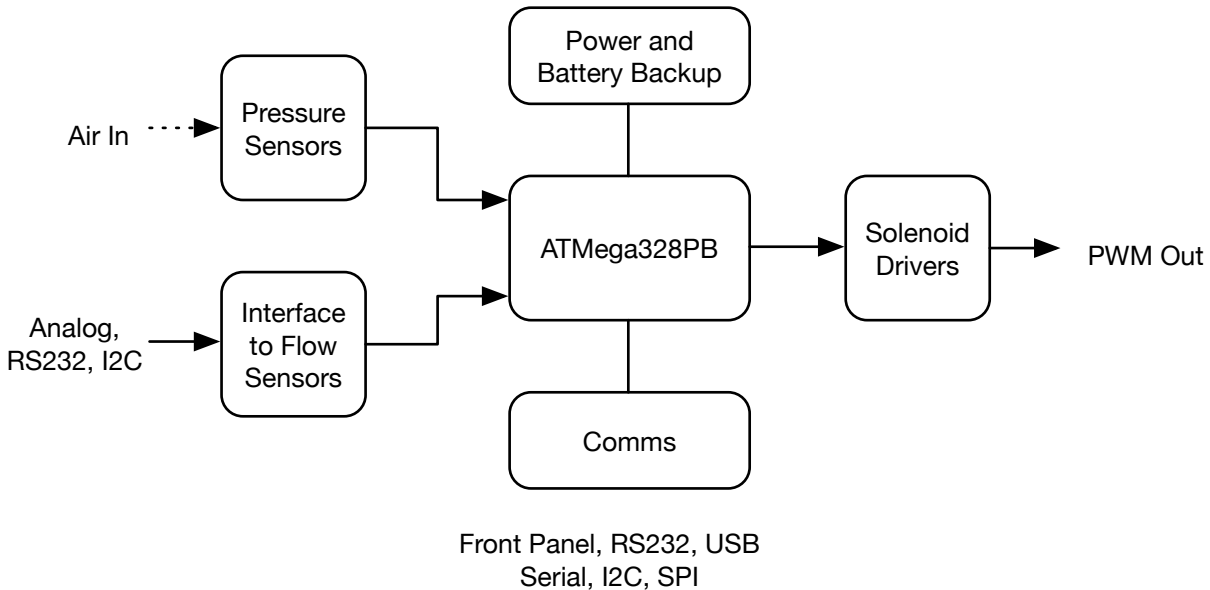 Power and
Battery Backup
Pressure
Sensors
Air In
ATMega328PB
Solenoid
Drivers
PWM Out
Interface
to Flow
Sensors
Analog,
RS232, I2C
Comms
Front Panel, RS232, USB
Serial, I2C, SPI